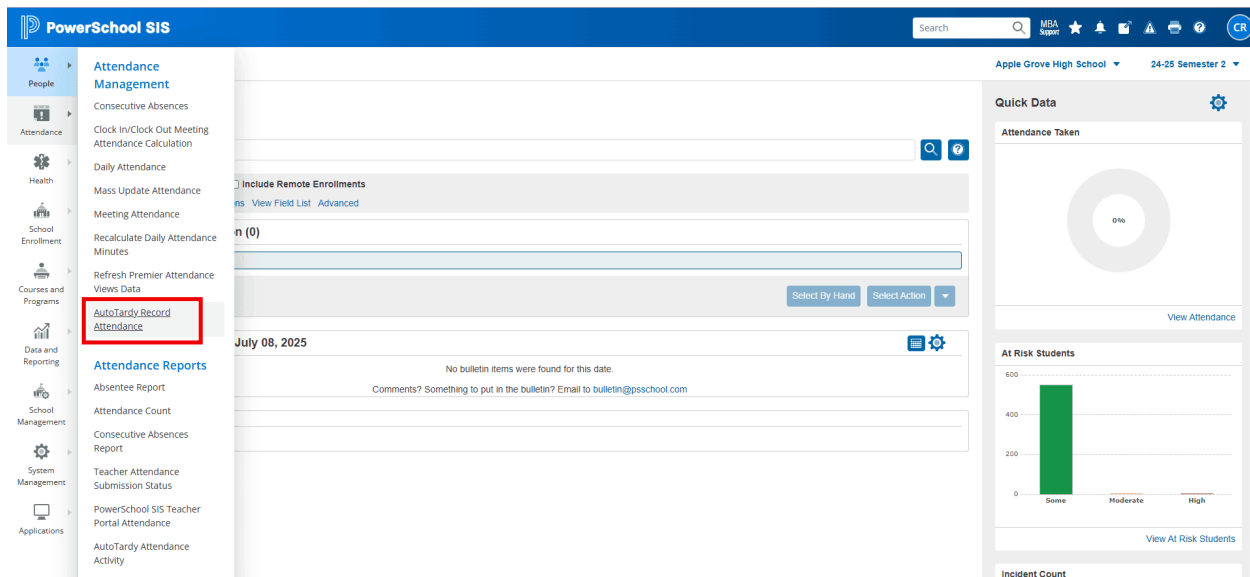 PowerSchool SIS
Search
MBA
Support
CR
People
Attendance
Health
School
Enrollment
Courses and
Programs
Data and
Reporting
School
Management
System
Management
Applications
Attendance
Management
Consecutive Absences
Clock In/Clock Out Meeting
Attendance Calculation
Daily Attendance
Mass Update Attendance
Meeting Attendance
Recalculate Daily Attendance
Minutes
Refresh Premier Attendance
Views Data
AutoTardy Record
Attendance
Attendance Reports
Absentee Report
Attendance Count
Consecutive Absences
Report
Teacher Attendance
Submission Status
PowerSchool SIS Teacher
Portal Attendance
AutoTardy Attendance
Activity
Apple Grove High School
24-25 Semester 2
Include Remote Enrollments
ns View Field List Advanced
n (0)
Select By Hand Select Action
July 08, 2025
No bulletin items were found for this date.
Comments? Something to put in the bulletin? Email to bulletin@psschool.com
Quick Data
Attendance Taken
0%
View Attendance
At Risk Students
600
400
200
0
Some Moderate High
View At Risk Students
Incident Count